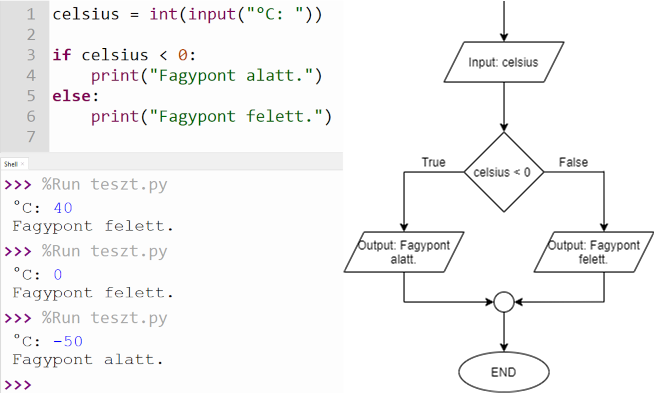 1 celsius = int(input("°C: "))
2
3 if celsius < 0:
4     print("Fagypont alatt.")
5 else:
6     print("Fagypont felett.")
7
Shell ×
>>> %Run teszt.py
°C: 40
Fagypont felett.
>>> %Run teszt.py
°C: 0
Fagypont felett.
>>> %Run teszt.py
°C: -50
Fagypont alatt.
>>>
Input: celsius
celsius < 0
True
False
Output: Fagypont
alatt.
Output: Fagypont
felett.
END